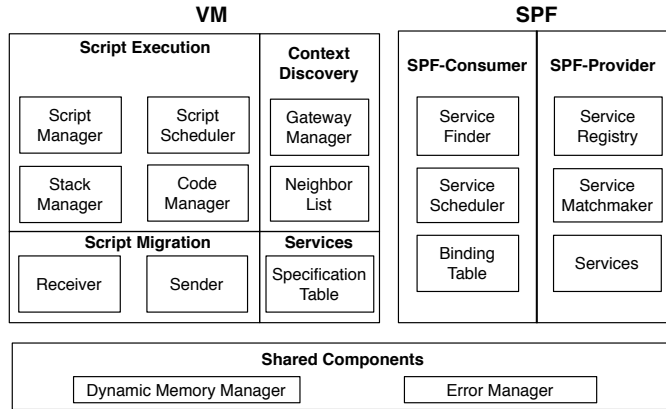 VM
SPF
Script Execution
Context
Discovery
Script
Manager
Script
Scheduler
Gateway
Manager
Stack
Manager
Code
Manager
Neighbor
List
Script Migration
Services
Receiver
Sender
Specification
Table
SPF-Consumer
SPF-Provider
Service
Finder
Service
Registry
Service
Scheduler
Service
Matchmaker
Binding
Table
Services
Shared Components
Dynamic Memory Manager
Error Manager